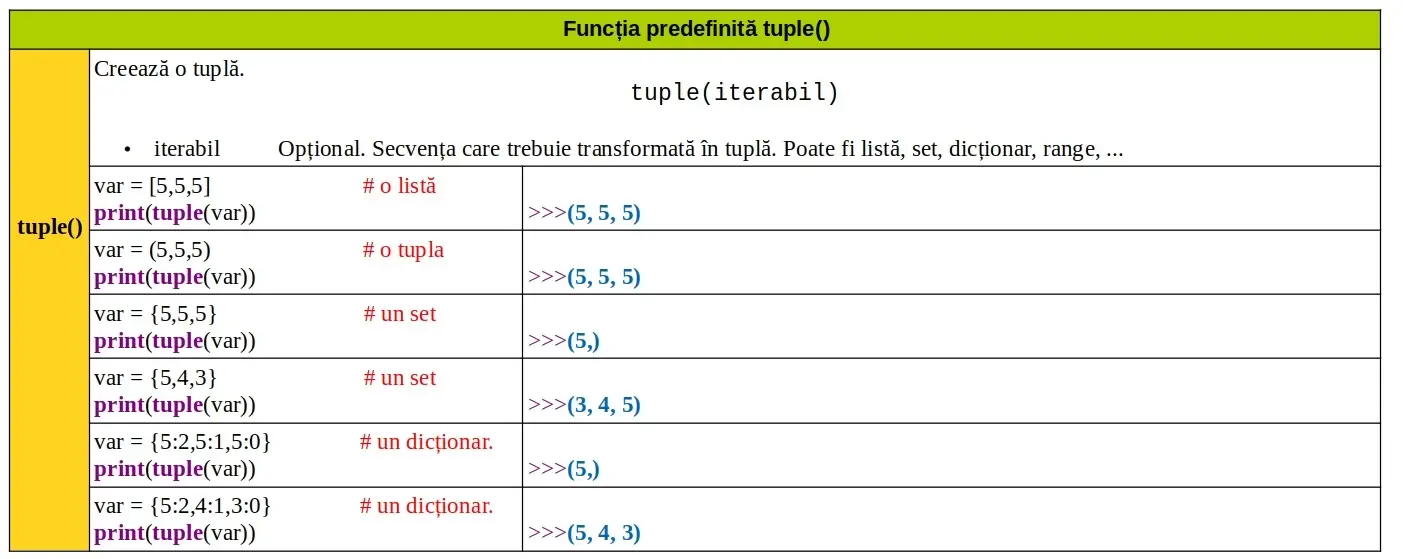 Funcția predefinită tuple()
tuple()
Creează o tuplă.
tuple(iterabil)
• iterabil Opțional. Secvența care trebuie transformată în tuplă. Poate fi listă, set, dicționar, range, ...
var = [5,5,5] # o listă
print(tuple(var)) >>>(5, 5, 5)
var = (5,5,5) # o tupla
print(tuple(var)) >>>(5, 5, 5)
var = {5,5,5} # un set
print(tuple(var)) >>>(5,)
var = {5,4,3} # un set
print(tuple(var)) >>>(3, 4, 5)
var = {5:2,5:1,5:0} # un dicționar.
print(tuple(var)) >>>(5,)
var = {5:2,4:1,3:0} # un dicționar.
print(tuple(var)) >>>(5, 4, 3)